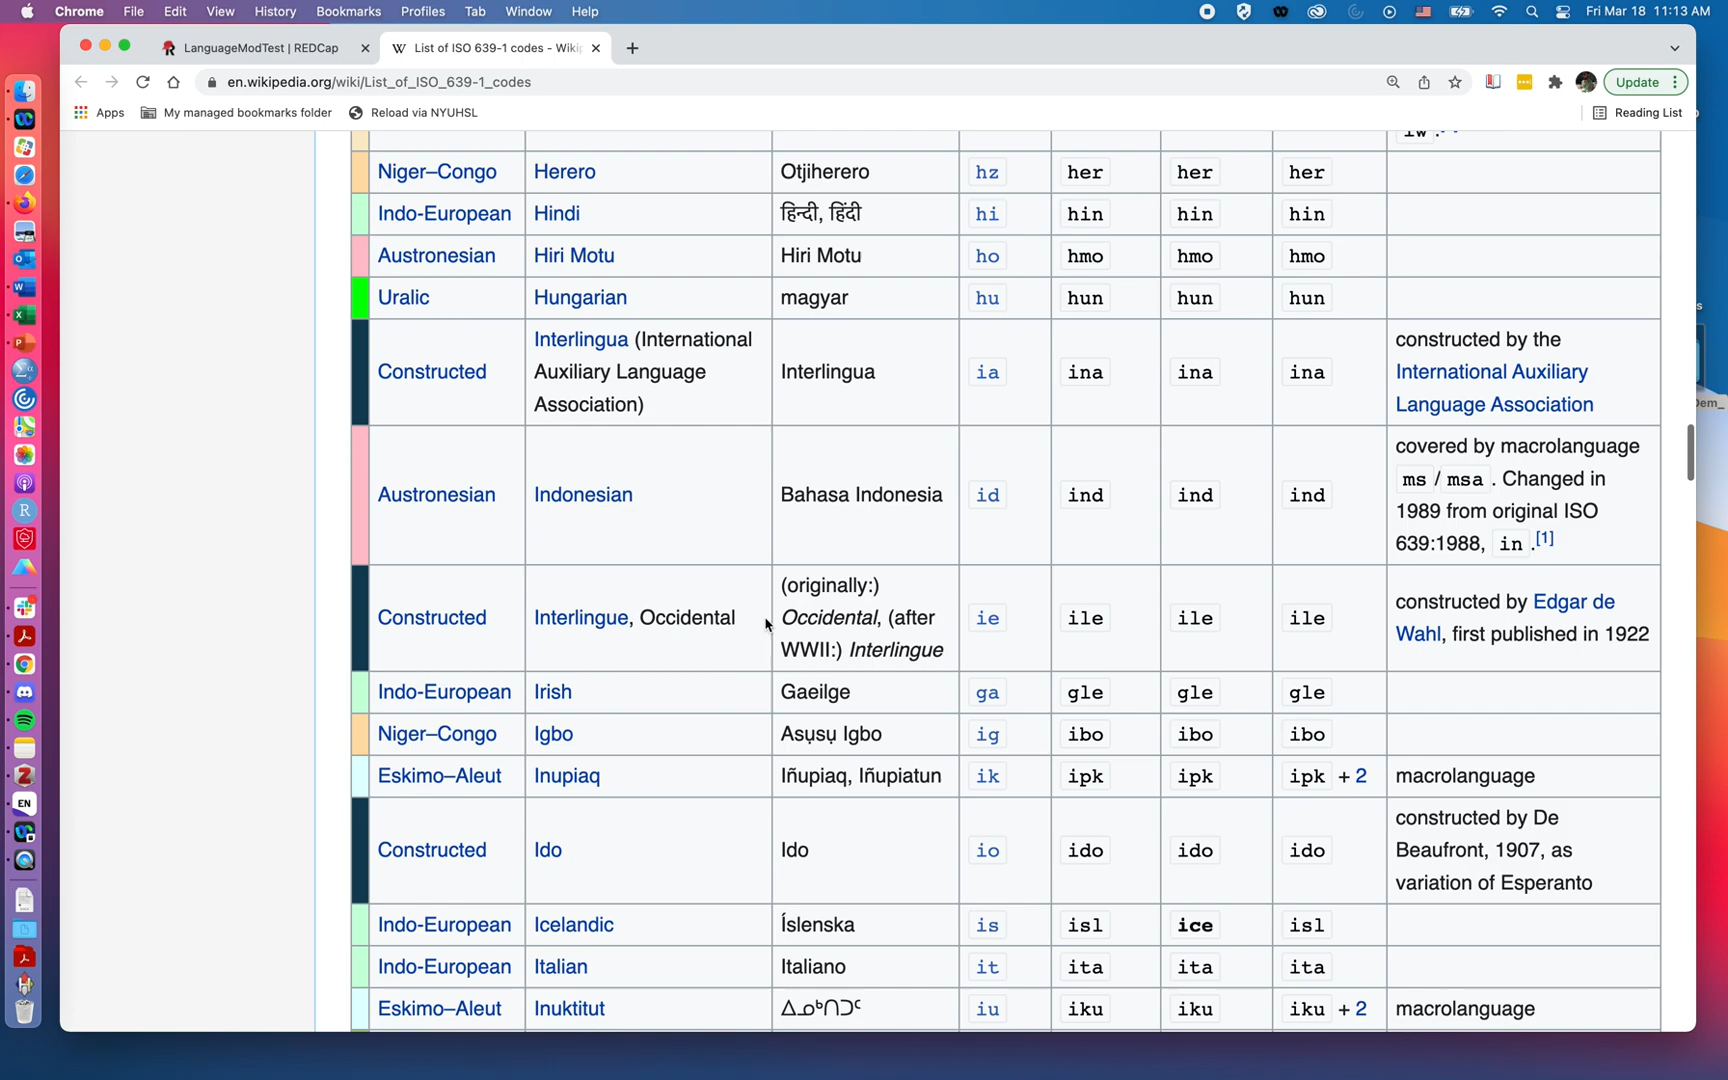 Chrome File Edit View History Bookmarks Profiles Tab Window Help Fri Mar 18 11:13 AM
LanguageModTest | REDCap List of ISO 639-1 codes - Wiki
en.wikipedia.org/wiki/List_of_ISO_639-1_codes Update
Apps My managed bookmarks folder Reload via NYUHSL Reading List
iw
Niger–Congo Herero Otjiherero hz her her her
Indo-European Hindi हिन्दी, हिंदी hi hin hin hin
Austronesian Hiri Motu Hiri Motu ho hmo hmo hmo
Uralic Hungarian magyar hu hun hun hun
Interlingua (International constructed by the
Constructed Auxiliary Language Interlingua ia ina ina ina International Auxiliary
Association) Language Association
covered by macrolanguage
ms / msa . Changed in
Austronesian Indonesian Bahasa Indonesia id ind ind ind
1989 from original ISO
639:1988, in .[1]
(originally:)
constructed by Edgar de
Constructed Interlingue, Occidental Occidental, (after ie ile ile ile
Wahl, first published in 1922
WWII:) Interlingue
Indo-European Irish Gaeilge ga gle gle gle
Niger–Congo Igbo Asụsụ Igbo ig ibo ibo ibo
Eskimo–Aleut Inupiaq Iñupiaq, Iñupiatun ik ipk ipk ipk + 2 macrolanguage
constructed by De
Constructed Ido Ido io ido ido ido Beaufront, 1907, as
variation of Esperanto
Indo-European Icelandic Íslenska is isl ice isl
Indo-European Italian Italiano it ita ita ita
Eskimo–Aleut Inuktitut ᐃᓄᒃᑎᑐᑦ iu iku iku iku + 2 macrolanguage
EN
Dem_